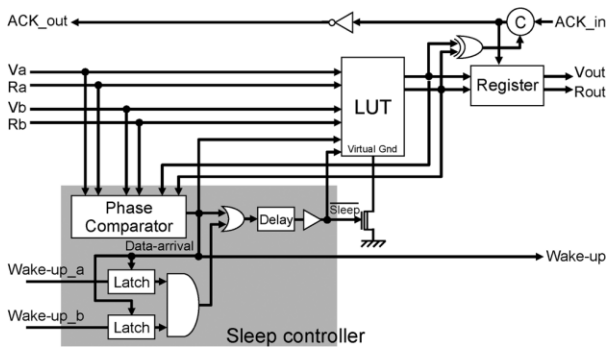 ACK_out
C
ACK_in
Va
Ra
Vb
Rb
LUT
Virtual Gnd
Register
Vout
Rout
Phase
Comparator
Delay
Sleep
Data-arrival
Wake-up
Wake-up_a
Latch
Wake-up_b
Latch
Sleep controller